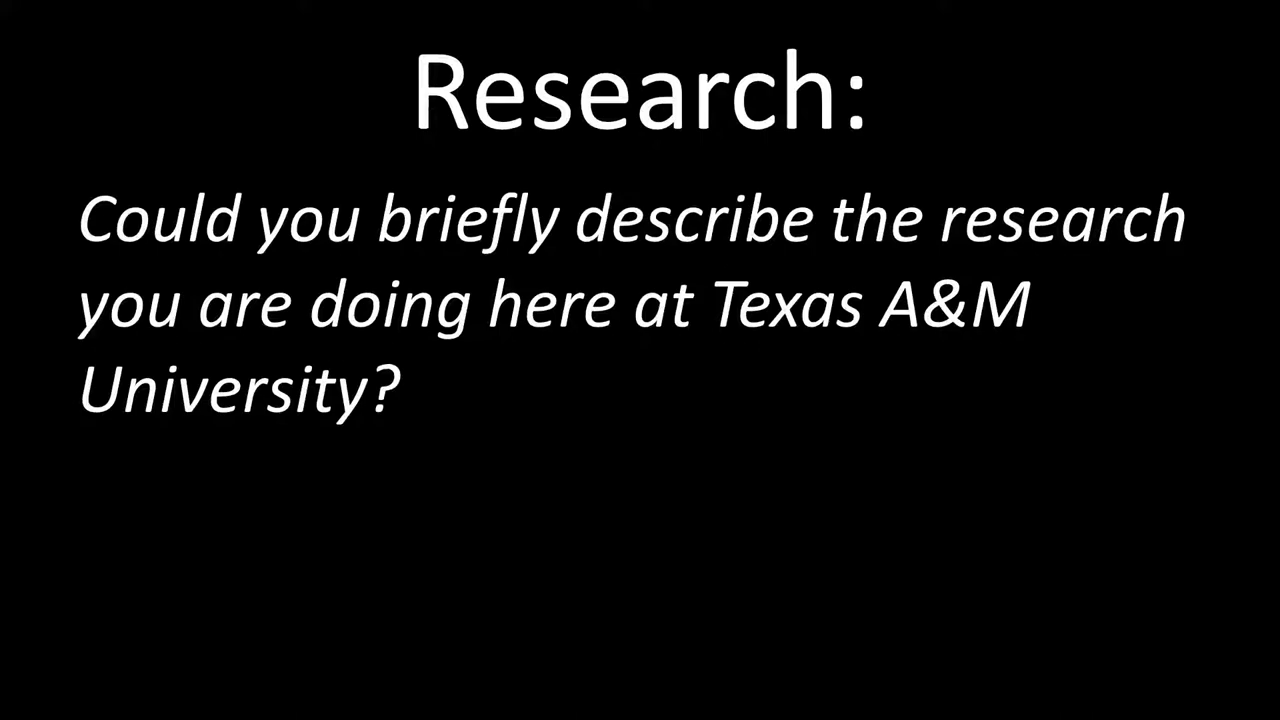 Research:
Could you briefly describe the research
you are doing here at Texas A&M
University?